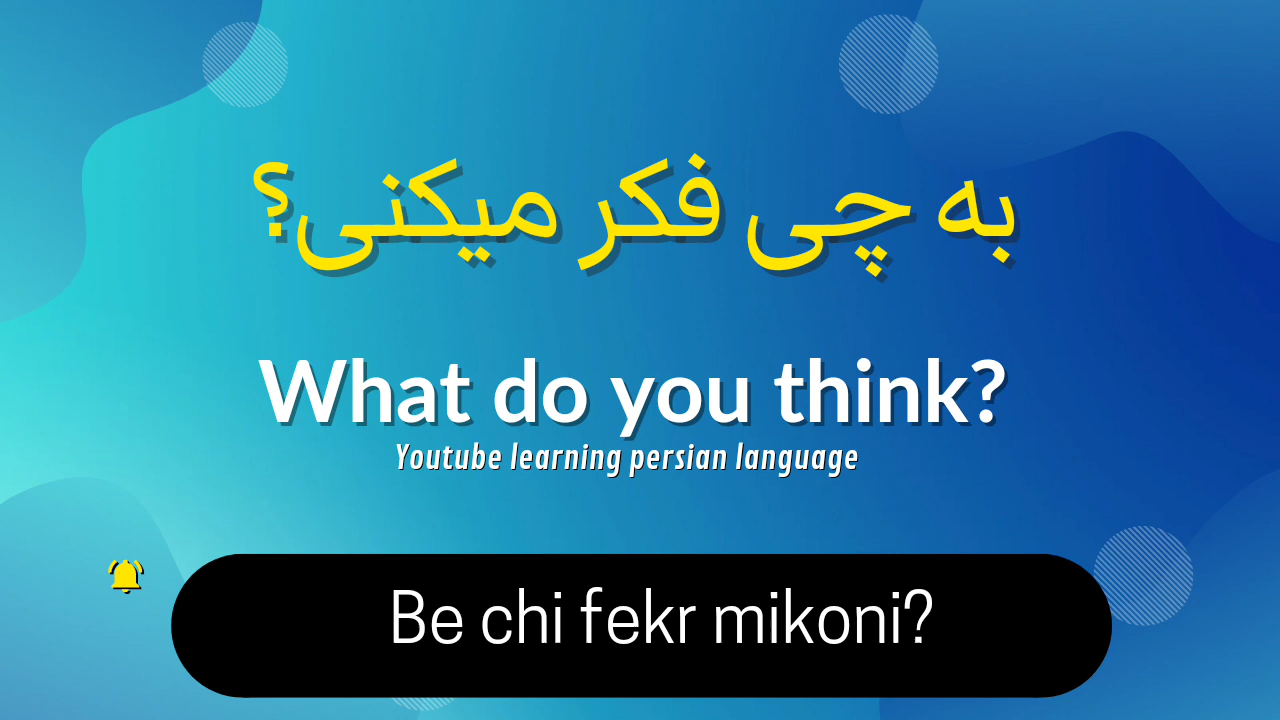 به چی فکر میکنی؟
What do you think?
Youtube learning persian language
Be chi fekr mikoni?